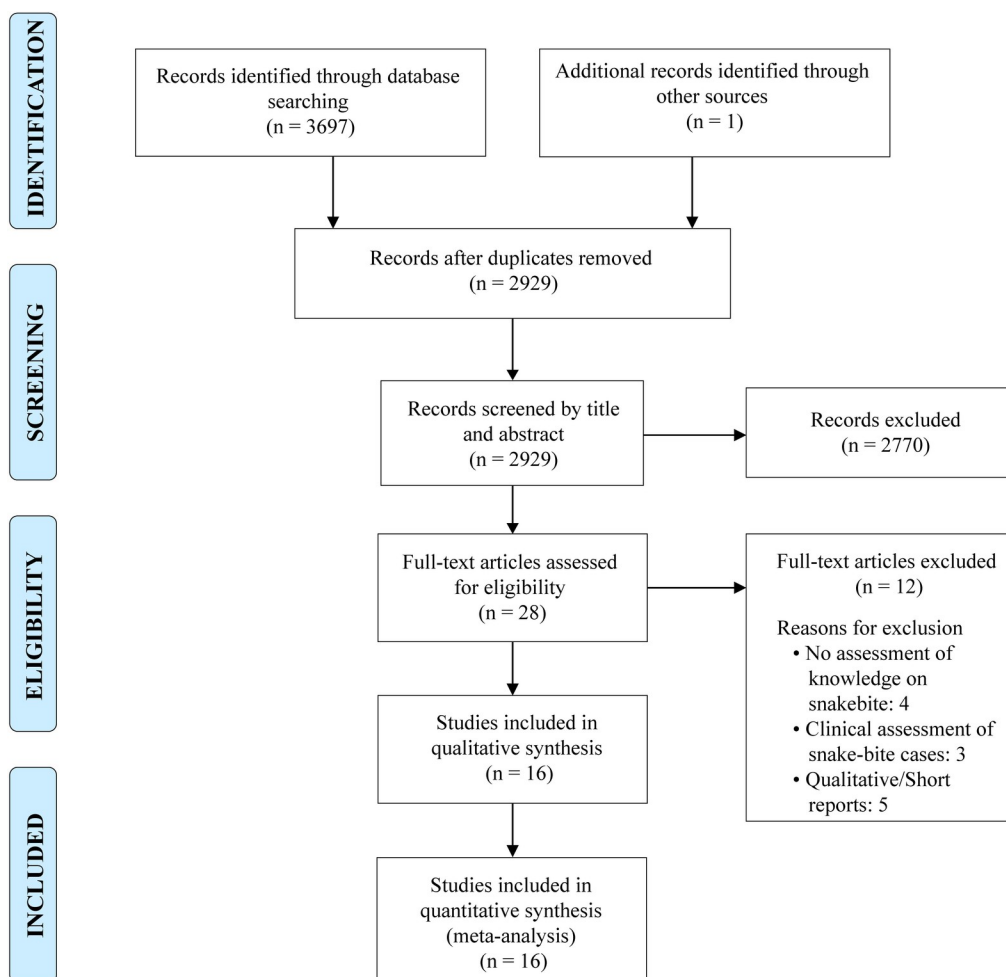 IDENTIFICATION
Records identified through database
searching
(n = 3697)
Additional records identified through
other sources
(n = 1)
Records after duplicates removed
(n = 2929)
SCREENING
Records screened by title
and abstract
(n = 2929)
Records excluded
(n = 2770)
ELIGIBILITY
Full-text articles assessed
for eligibility
(n = 28)
Full-text articles excluded
(n = 12)
Reasons for exclusion
• No assessment of
knowledge on
snakebite: 4
• Clinical assessment of
snake-bite cases: 3
• Qualitative/Short
reports: 5
Studies included in
qualitative synthesis
(n = 16)
INCLUDED
Studies included in
quantitative synthesis
(meta-analysis)
(n = 16)